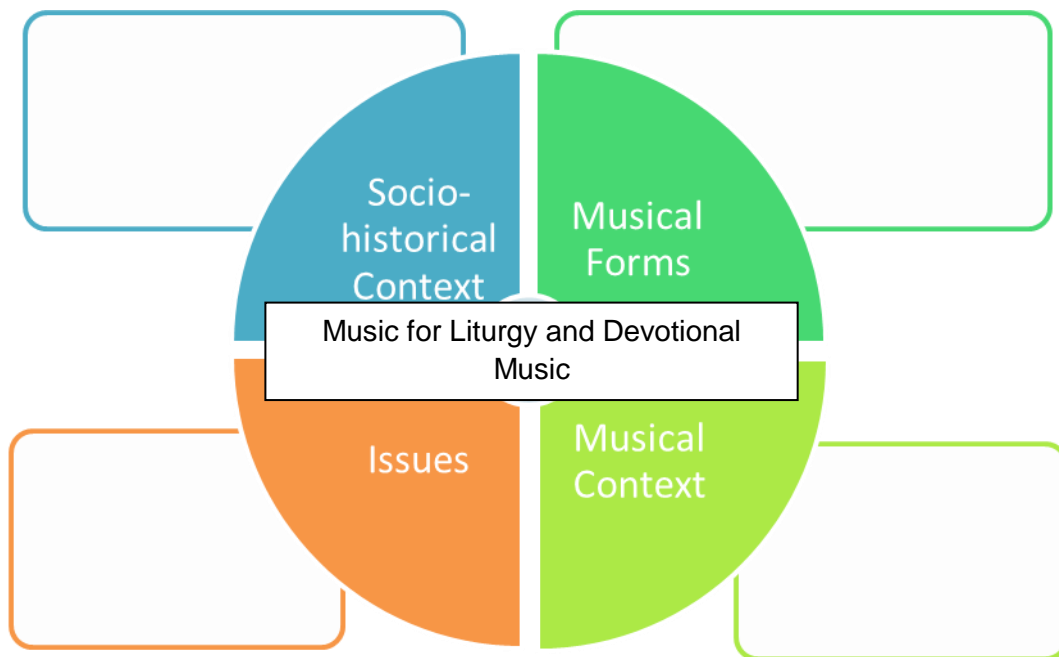 Socio-
historical
Context
Musical
Forms
Music for Liturgy and Devotional
Music
Issues
Musical
Context